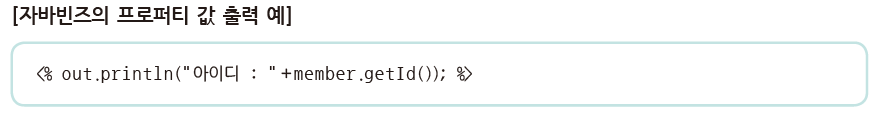 [자바빈즈의 프로퍼티 값 출력 예]
<% out.println("아이디 : "+member.getId()); %>